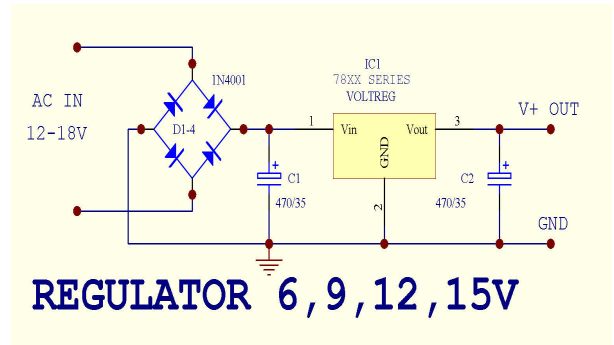 IC1
1N4001
78XX SERIES
VOLTREG
AC IN
12-18V
D1-4
1
Vin
Vout
3
V+ OUT
GND
+
C1
470/35
2
+
C2
470/35
GND
REGULATOR 6,9,12,15V